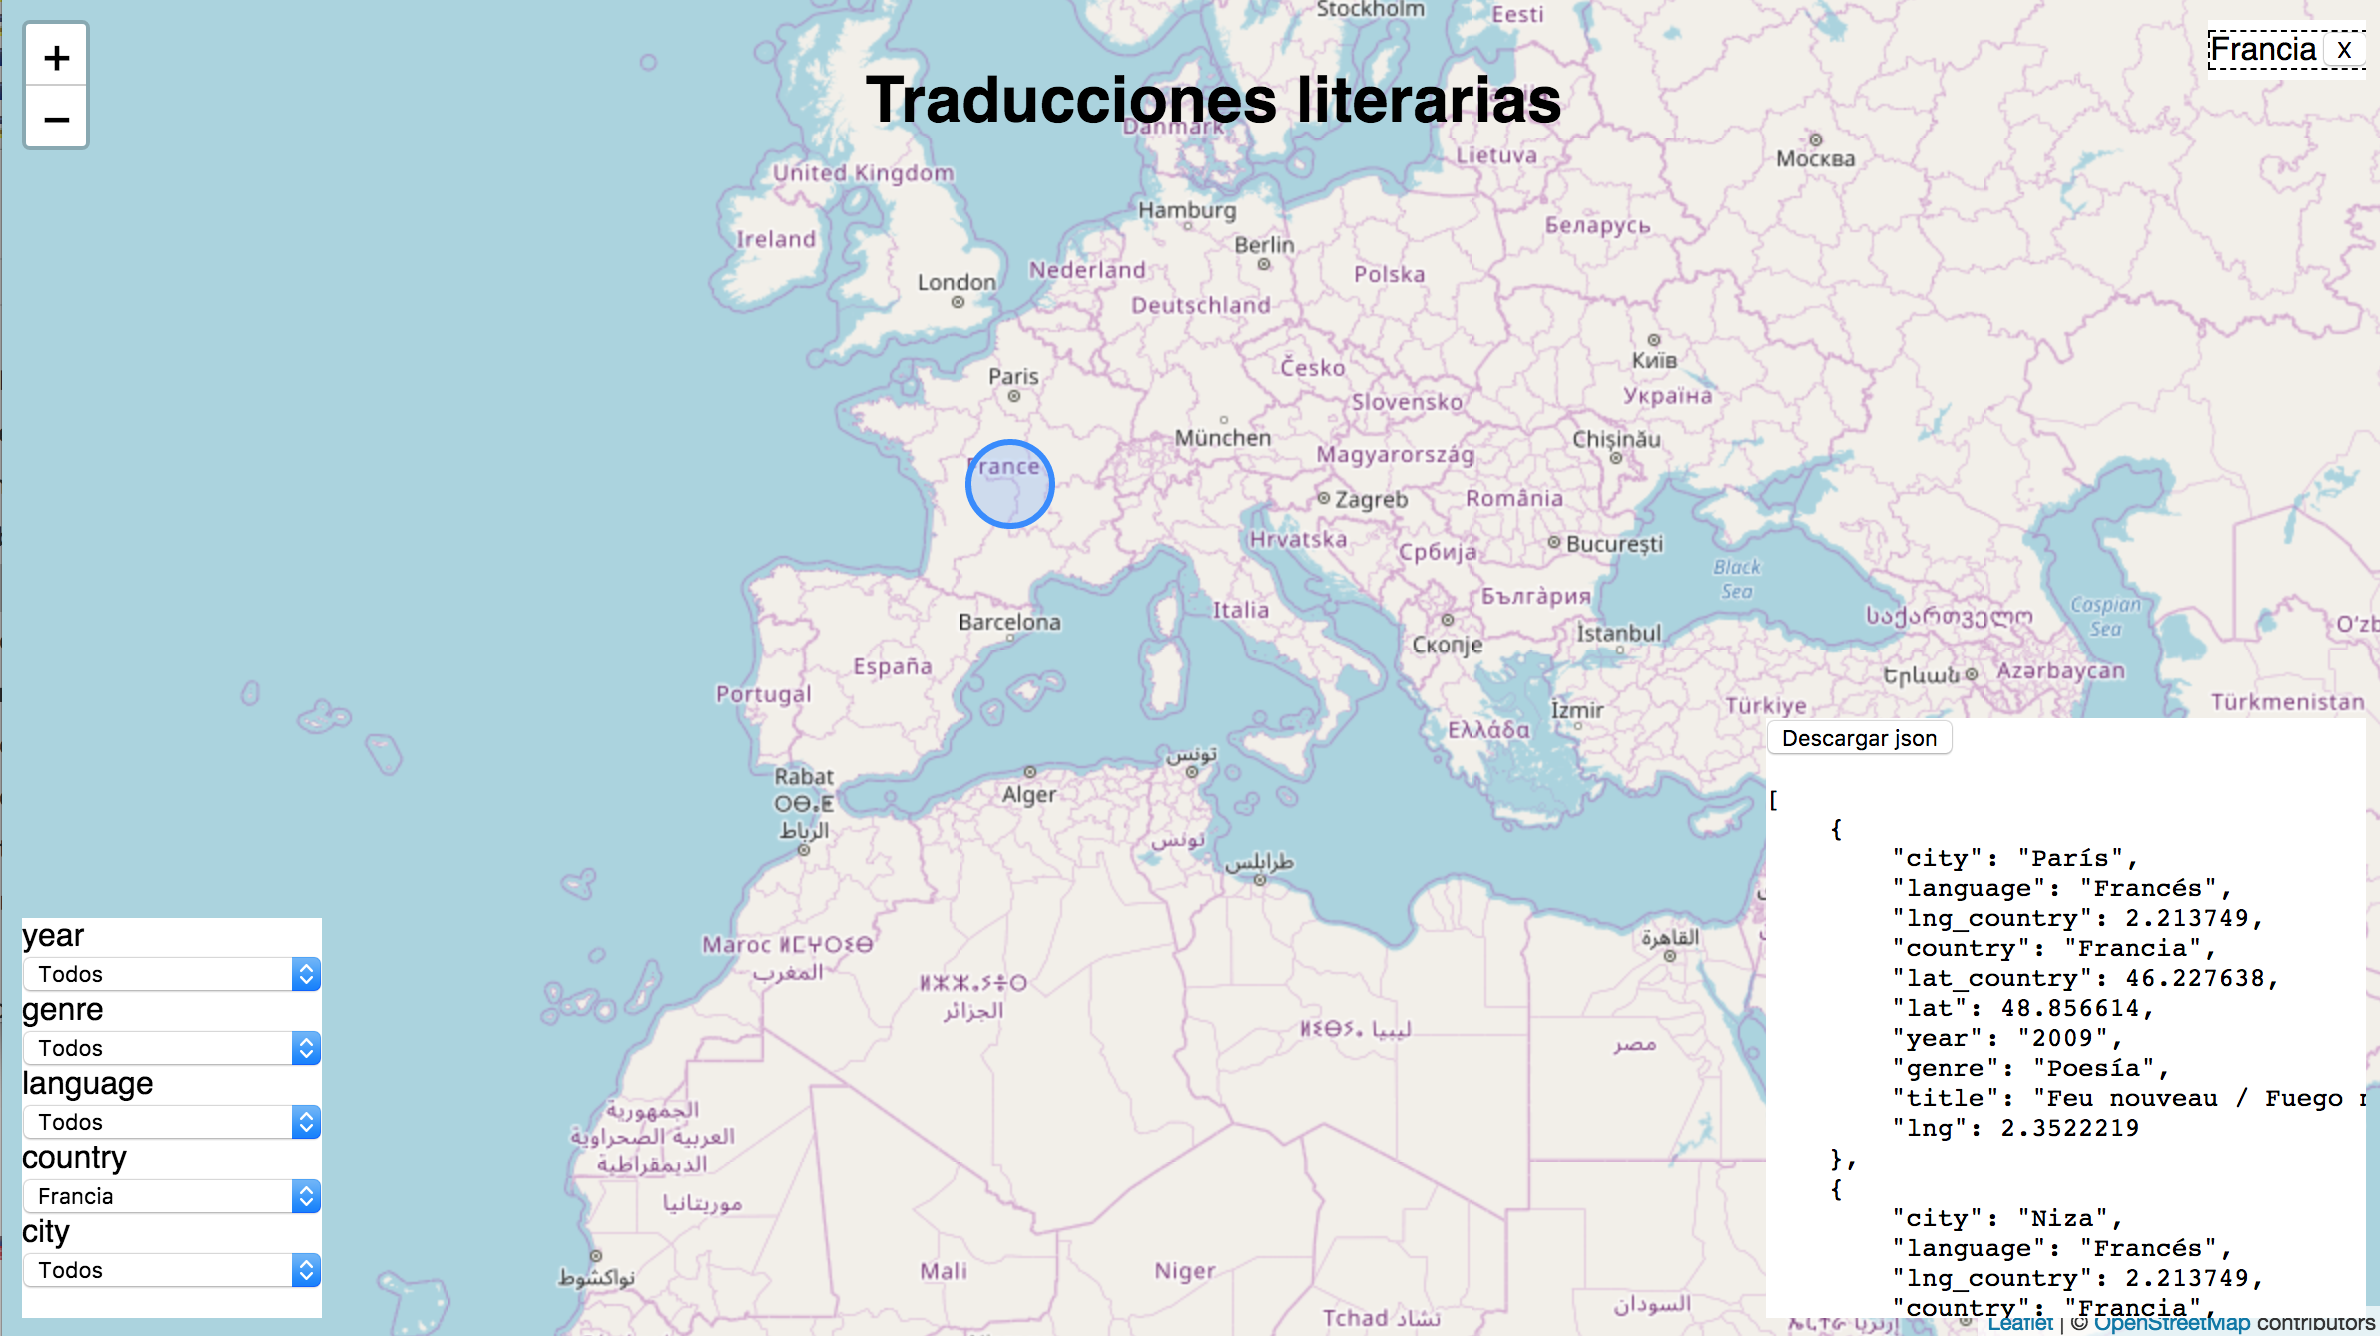 +
−
Traducciones literarias
Francia x
Stockholm
Eesti
Danmark
Lietuva
Москва
United Kingdom
Ireland
Hamburg
Berlin
Беларусь
London
Nederland
Polska
Deutschland
Paris
Česko
Київ
Україна
Slovensko
München
Chișinău
Magyarország
France
Zagreb
România
Hrvatska
Србија
București
Black
Sea
България
Italia
Barcelona
İstanbul
Скопје
საქართველო
Caspian
Sea
España
Portugal
Երևան
Azərbaycan
Türkmenistan
İzmir
Türkiye
Ελλάδα
تونس
Rabat
ⵔⴱⴰⵟ
الرباط
Alger
تونس
طرابلس
القاهرة
Maroc ⵍⵎⵖⵔⵉⴱ
المغرب
الجزائر
ليبيا
مصر
الجمهورية
العربية الصحراوية
الديمقراطية
موريتانيا
نواكشوط
Mali
Niger
Tchad تشاد
السودان
year
Todos
genre
Todos
language
Todos
country
Francia
city
Todos
Descargar json
[
{
"city": "París",
"language": "Francés",
"lng_country": 2.213749,
"country": "Francia",
"lat_country": 46.227638,
"lat": 48.856614,
"year": "2009",
"genre": "Poesía",
"title": "Feu nouveau / Fuego
"lng": 2.3522219
},
{
"city": "Niza",
"language": "Francés",
"lng_country": 2.213749,
"country": "Francia",
Leaflet | © OpenStreetMap contributors